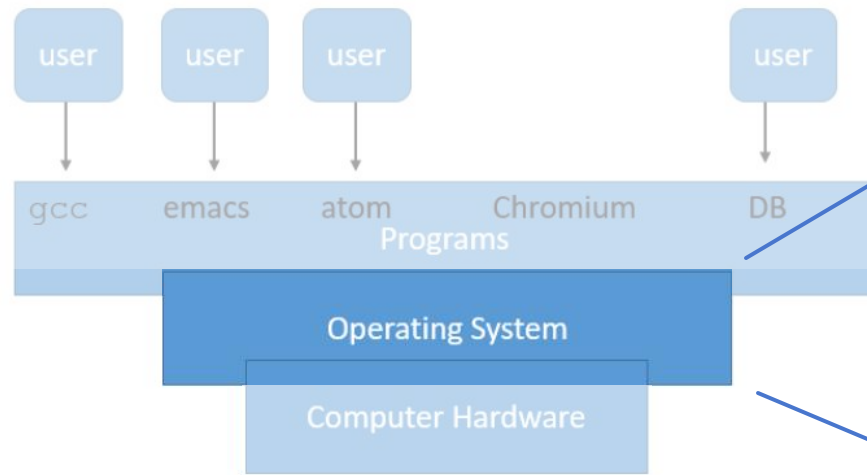 user user user user
gcc emacs atom Chromium DB
Programs
Operating System
Computer Hardware